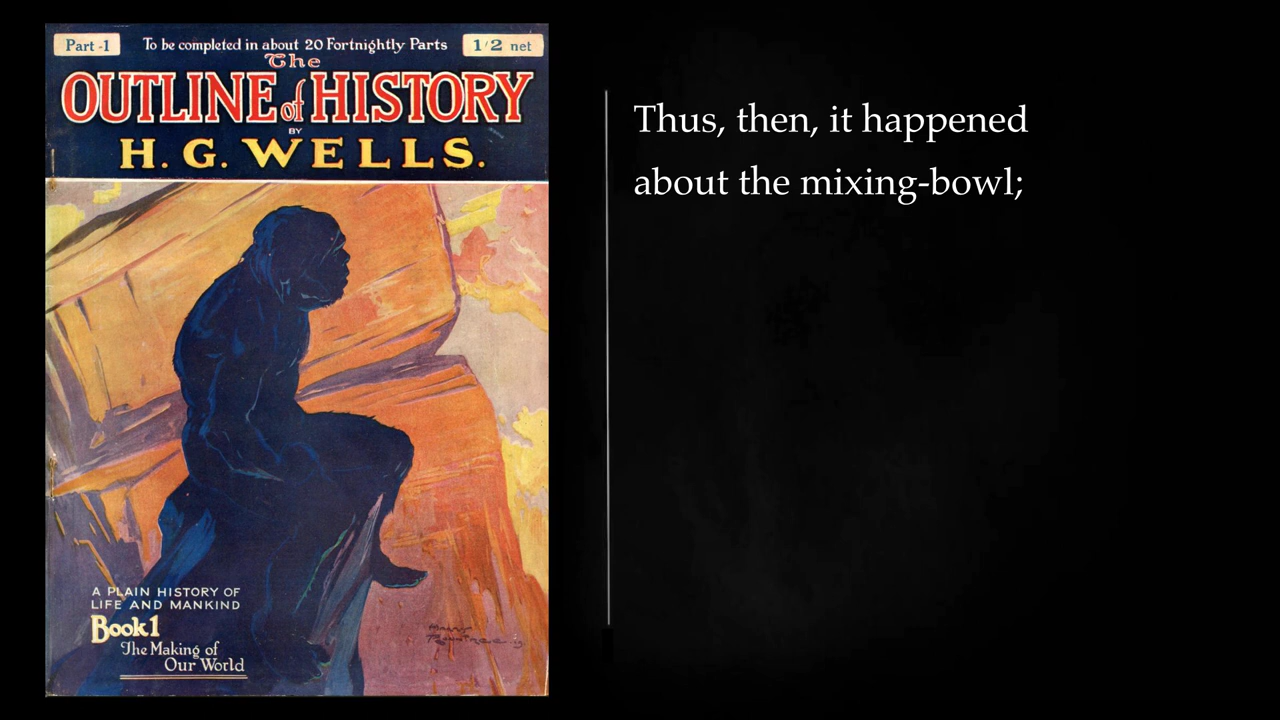 Part -1
To be completed in about 20 Fortnightly Parts
1/2 net
The
OUTLINE of HISTORY
BY
H. G. WELLS.
A PLAIN HISTORY OF
LIFE AND MANKIND
Book 1
The Making of
Our World
Thus, then, it happened
about the mixing-bowl;